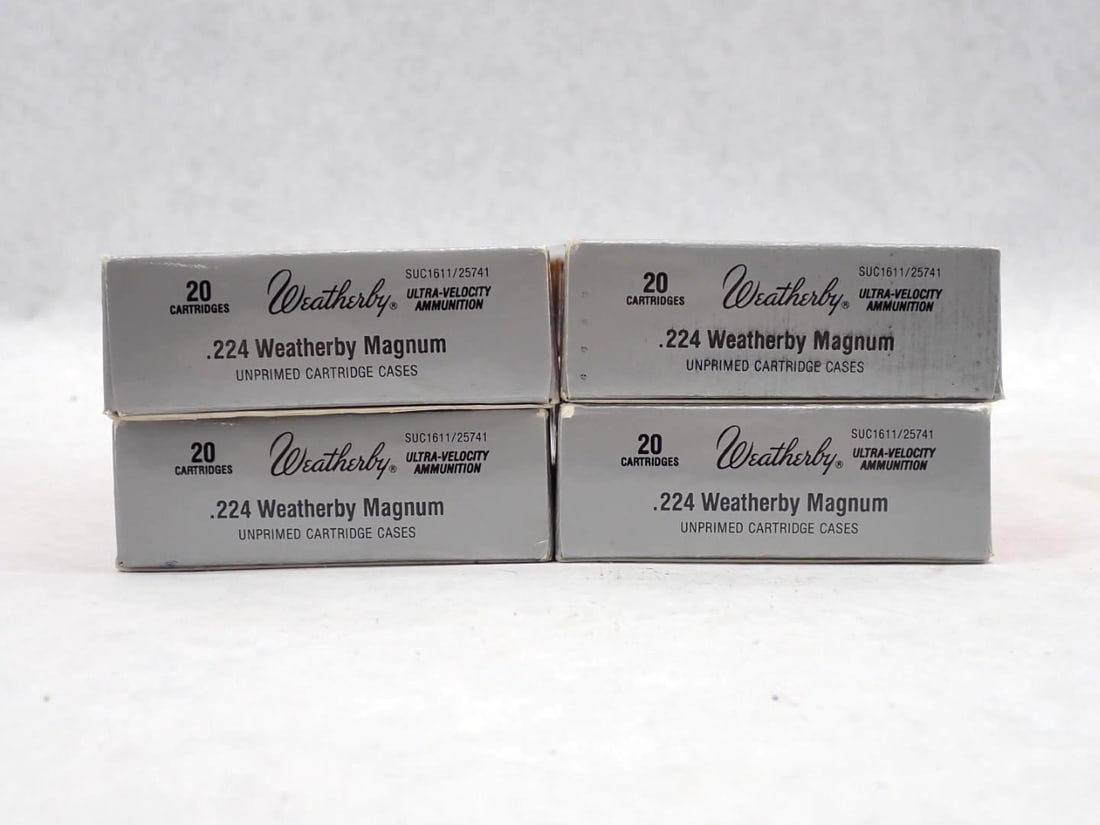 20 CARTRIDGES
Weatherby®
SUC1611/25741
ULTRA-VELOCITY
AMMUNITION
.224 Weatherby Magnum
UNPRIMED CARTRIDGE CASES
20 CARTRIDGES
Weatherby®
SUC1611/25741
ULTRA-VELOCITY
AMMUNITION
.224 Weatherby Magnum
UNPRIMED CARTRIDGE CASES
20 CARTRIDGES
Weatherby®
SUC1611/25741
ULTRA-VELOCITY
AMMUNITION
.224 Weatherby Magnum
UNPRIMED CARTRIDGE CASES
20 CARTRIDGES
Weatherby®
SUC1611/25741
ULTRA-VELOCITY
AMMUNITION
.224 Weatherby Magnum
UNPRIMED CARTRIDGE CASES